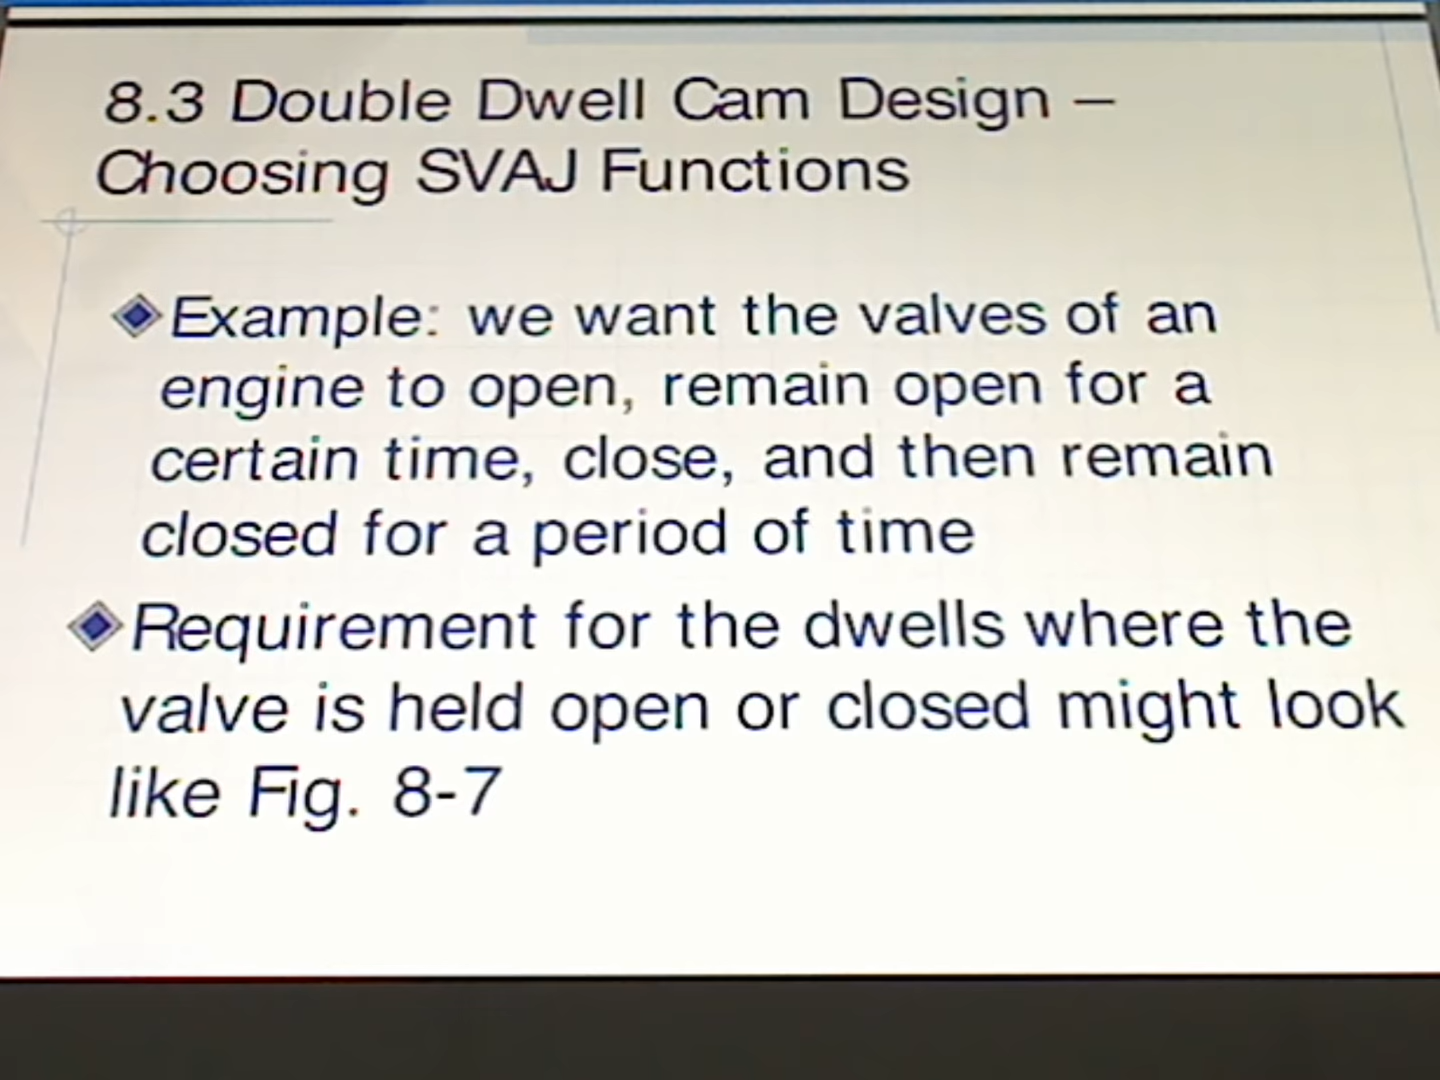 8.3 Double Dwell Cam Design –
Choosing SVAJ Functions
Example: we want the valves of an
engine to open, remain open for a
certain time, close, and then remain
closed for a period of time
Requirement for the dwells where the
valve is held open or closed might look
like Fig. 8-7